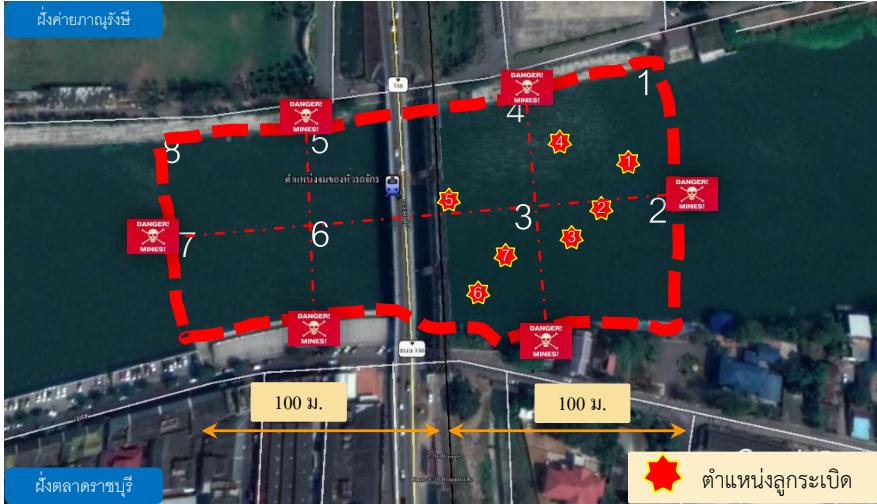 ฝั่งค่ายภาณุรังษี
DANGER!
MINES!
3118
1
DANGER!
MINES!
4
4
8
5
1
ตำแหน่งจมของหัวรถจักร
DANGER!
MINES!
5
2
3
2
DANGER!
MINES!
7
6
3
7
6
DANGER!
MINES!
DANGER!
MINES!
100 ม.
100 ม.
ฝั่งตลาดราชบุรี
ตำแหน่งลูกระเบิด